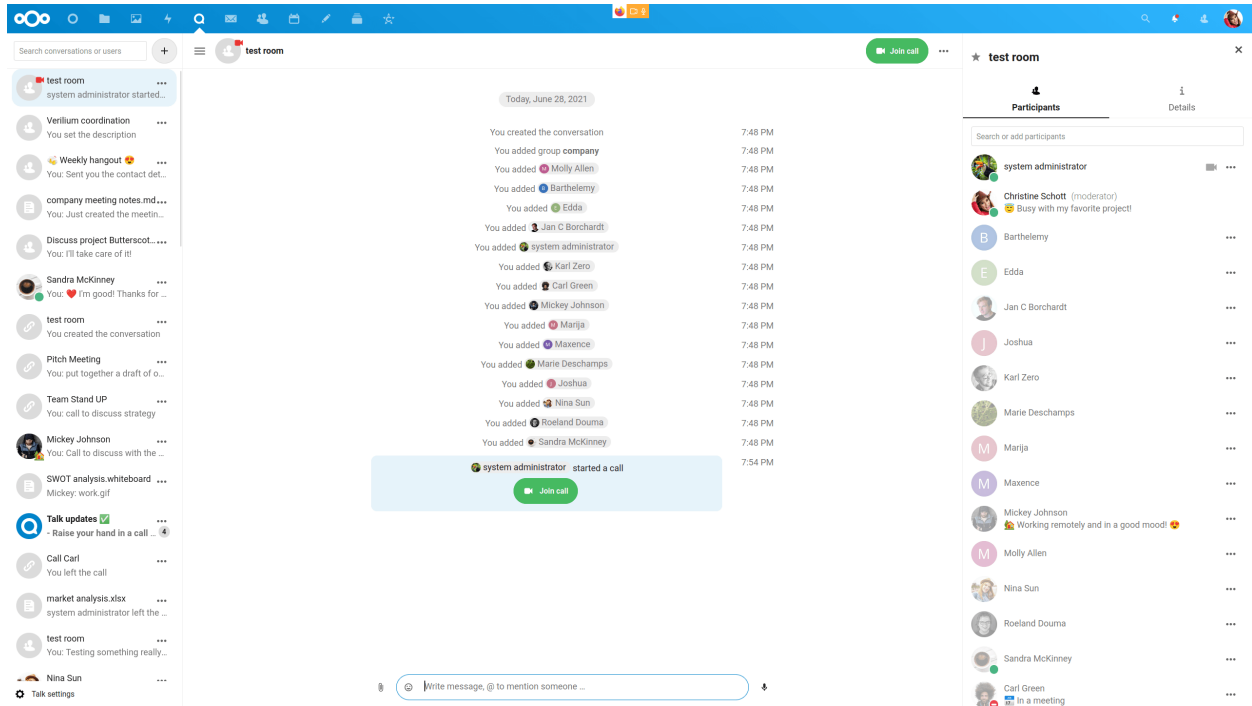 Search conversations or users
+
test room
system administrator started...
Verilium coordination
You set the description
👋 Weekly hangout 😍
You: Sent you the contact det...
company meeting notes.md...
You: Just created the meetin...
Discuss project Butterscot...
You: I'll take care of it!
Sandra McKinney
You: ❤️ I'm good! Thanks for ...
test room
You created the conversation
Pitch Meeting
You: put together a draft of o...
Team Stand UP
You: call to discuss strategy
Mickey Johnson
You: Call to discuss with the ...
SWOT analysis.whiteboard
Mickey: work.gif
Talk updates ✅
- Raise your hand in a call ... 4
Call Carl
You left the call
market analysis.xlsx
system administrator left the ...
test room
You: Testing something really...
Nina Sun
Talk settings
test room
Join call
Today, June 28, 2021
You created the conversation 7:48 PM
You added group company 7:48 PM
You added M Molly Allen 7:48 PM
You added B Barthelemy 7:48 PM
You added E Edda 7:48 PM
You added Jan C Borchardt 7:48 PM
You added system administrator 7:48 PM
You added Karl Zero 7:48 PM
You added Carl Green 7:48 PM
You added Mickey Johnson 7:48 PM
You added M Marija 7:48 PM
You added M Maxence 7:48 PM
You added Marie Deschamps 7:48 PM
You added J Joshua 7:48 PM
You added Nina Sun 7:48 PM
You added Roeland Douma 7:48 PM
You added Sandra McKinney 7:48 PM
system administrator started a call 7:54 PM
Join call
Write message, @ to mention someone ...
test room
Participants
Details
Search or add participants
system administrator
Christine Schott (moderator)
😇 Busy with my favorite project!
B Barthelemy
E Edda
Jan C Borchardt
J Joshua
Karl Zero
Marie Deschamps
M Marija
M Maxence
Mickey Johnson
🏡 Working remotely and in a good mood! 😍
M Molly Allen
Nina Sun
Roeland Douma
Sandra McKinney
Carl Green
📅 In a meeting